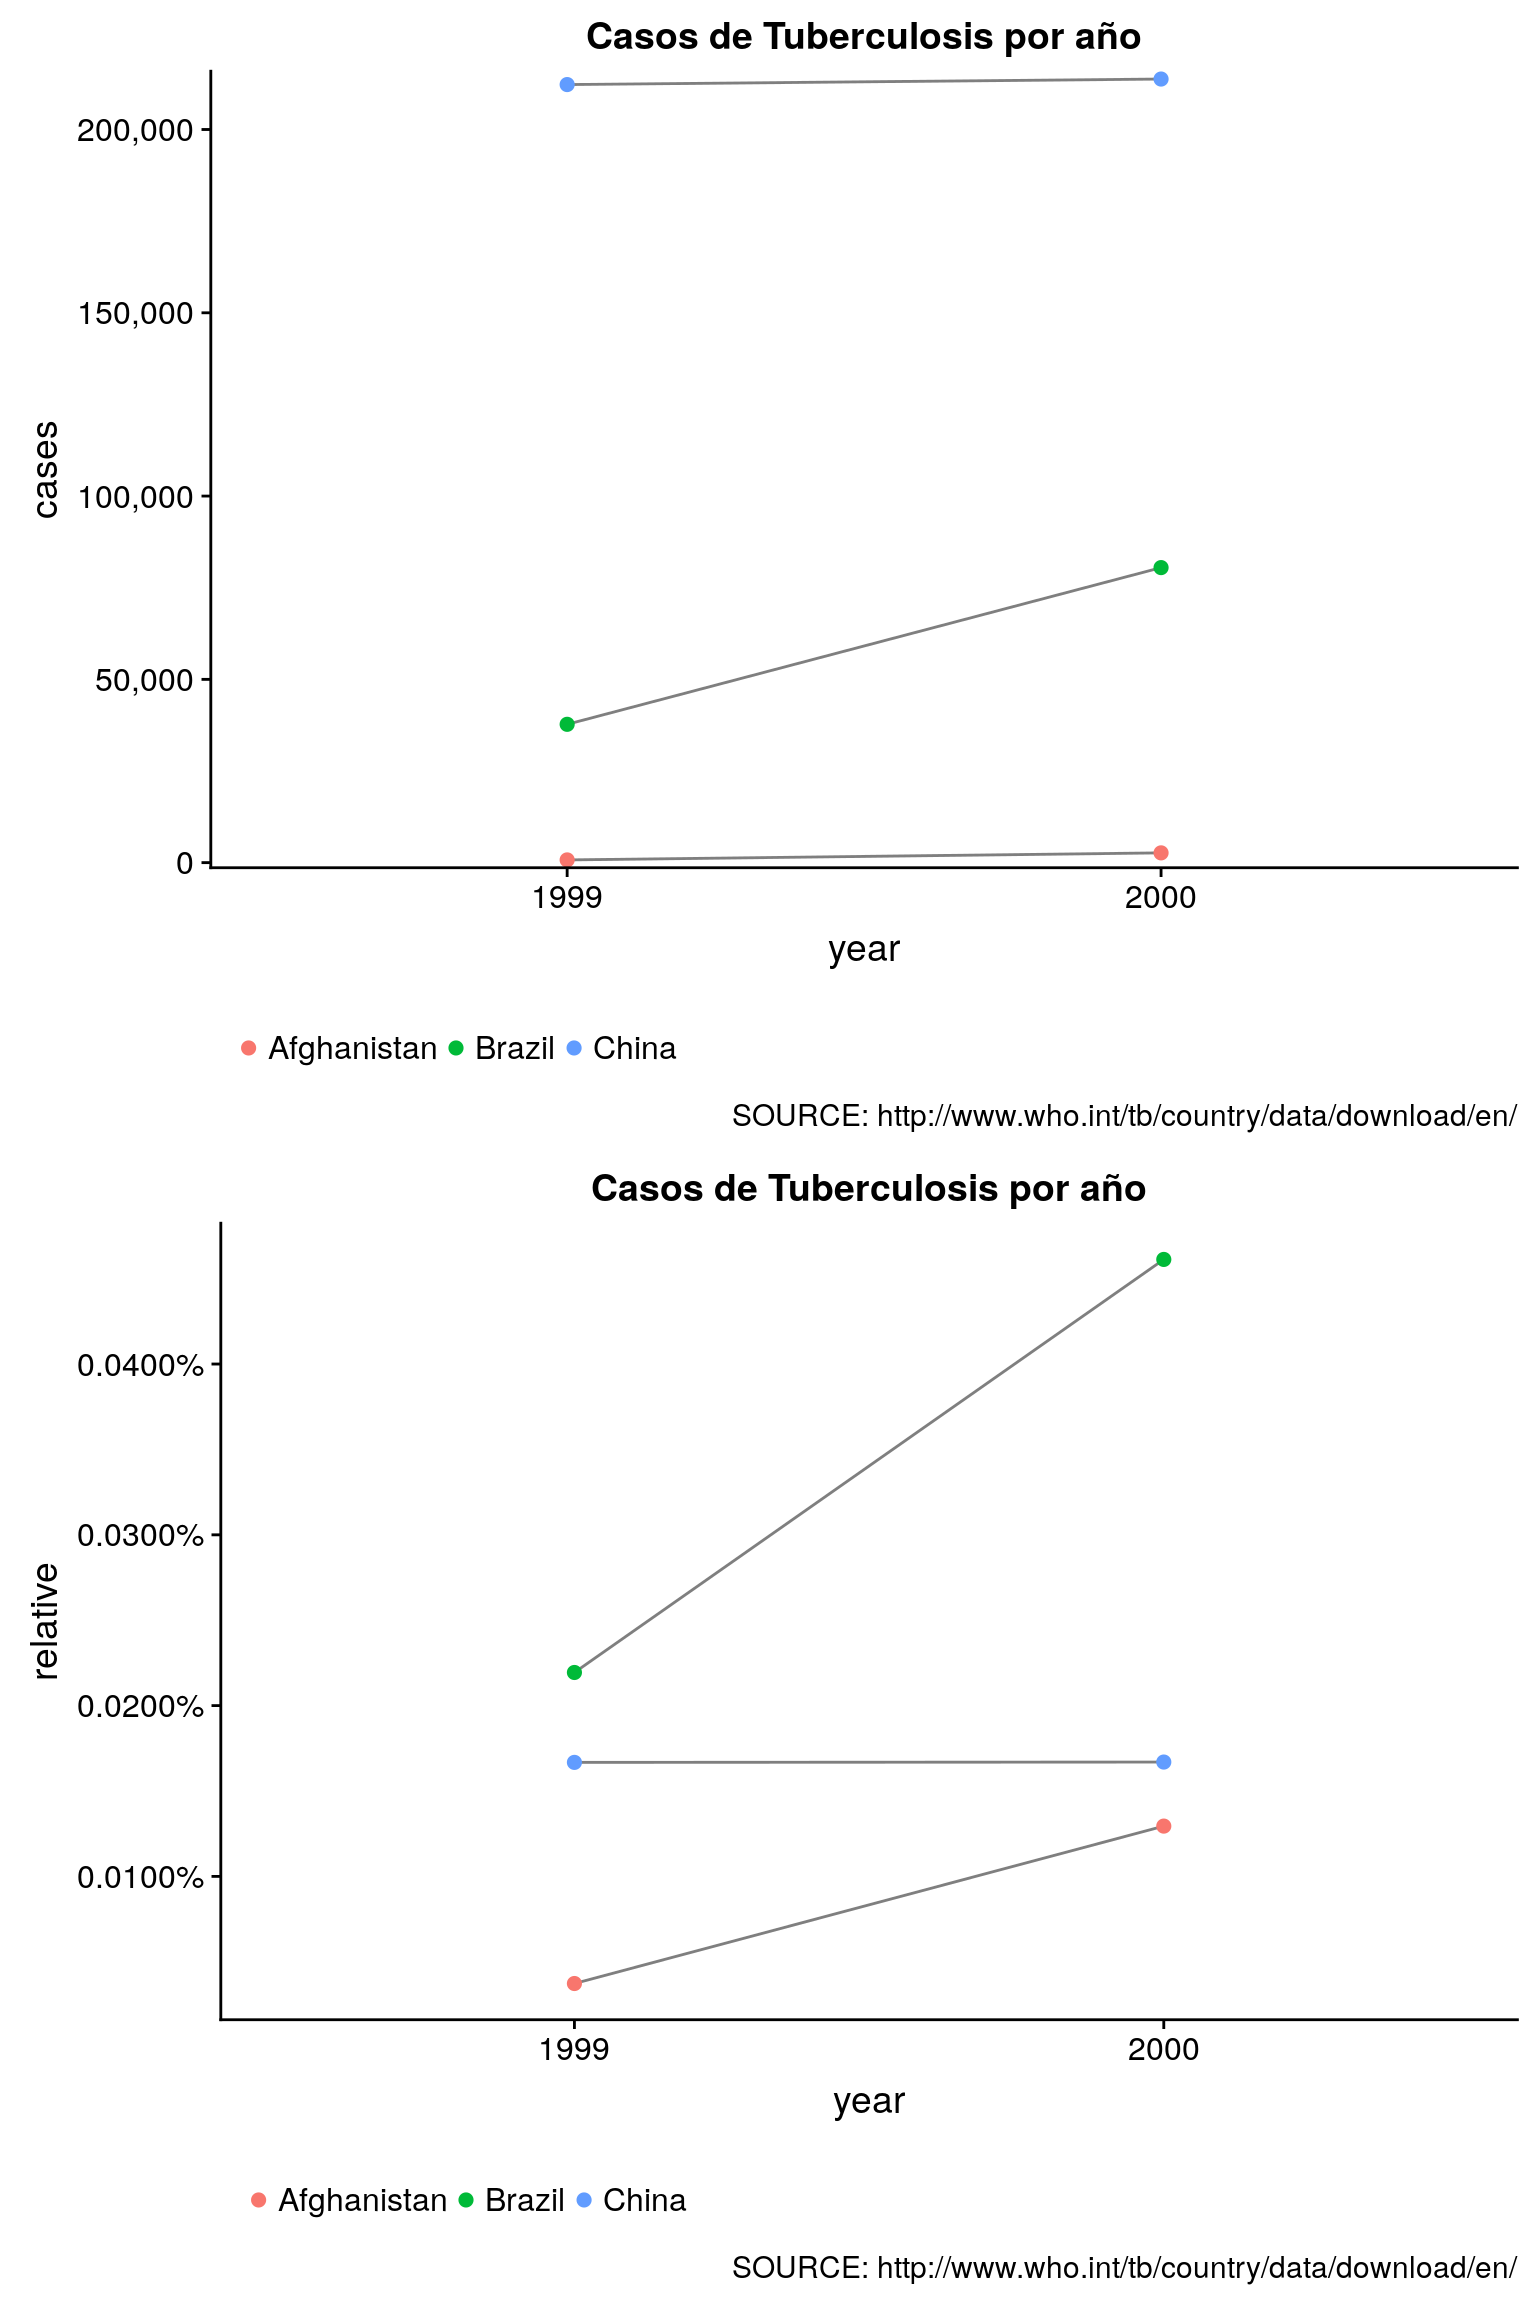 Casos de Tuberculosis por año
200,000
150,000
100,000
50,000
0
cases
1999 2000
year
Afghanistan Brazil China
SOURCE: http://www.who.int/tb/country/data/download/en/
Casos de Tuberculosis por año
0.0400%
0.0300%
0.0200%
0.0100%
relative
1999 2000
year
Afghanistan Brazil China
SOURCE: http://www.who.int/tb/country/data/download/en/